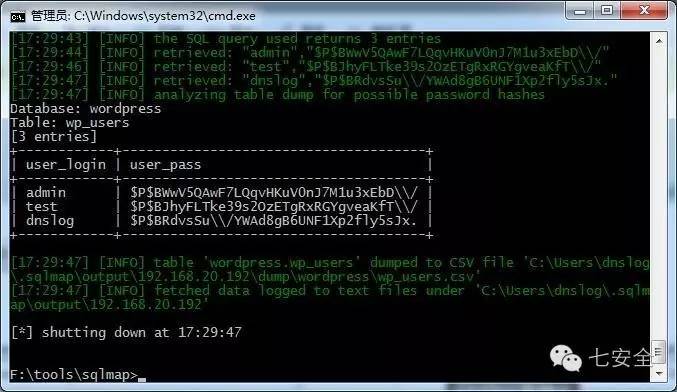 管理员: C:\Windows\system32\cmd.exe
[17:29:43] [INFO] the SQL query used returns 3 entries
[17:29:44] [INFO] retrieved: "admin","$P$BWwV5QAwF7LQqvHKuV0nJ7M1u3xEbD\\/"
[17:29:46] [INFO] retrieved: "test","$P$BJhyFLTke39s2OzETgRxRGYgveaKfT\\/"
[17:29:47] [INFO] retrieved: "dnslog","$P$BRdvsSu\\/YWAd8gB6UNF1Xp2fly5sJx."
[17:29:47] [INFO] analyzing table dump for possible password hashes
Database: wordpress
Table: wp_users
[3 entries]
+------------+------------------------------------+
| user_login | user_pass |
+------------+------------------------------------+
| admin | $P$BWwV5QAwF7LQqvHKuV0nJ7M1u3xEbD\\/ |
| test | $P$BJhyFLTke39s2OzETgRxRGYgveaKfT\\/ |
| dnslog | $P$BRdvsSu\\/YWAd8gB6UNF1Xp2fly5sJx. |
+------------+------------------------------------+
[17:29:47] [INFO] table 'wordpress.wp_users' dumped to CSV file 'C:\Users\dnslog
\.sqlmap\output\192.168.20.192\dump\wordpress\wp_users.csv'
[17:29:47] [INFO] fetched data logged to text files under 'C:\Users\dnslog\.sqlm
ap\output\192.168.20.192'
[*] shutting down at 17:29:47
F:\tools\sqlmap>_
七安全